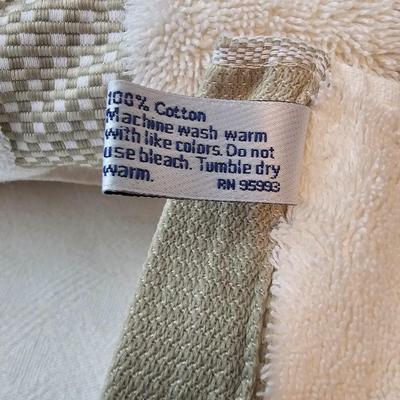 100% Cotton
Machine wash warm
with like colors. Do not
use bleach. Tumble dry
warm. RN 95993